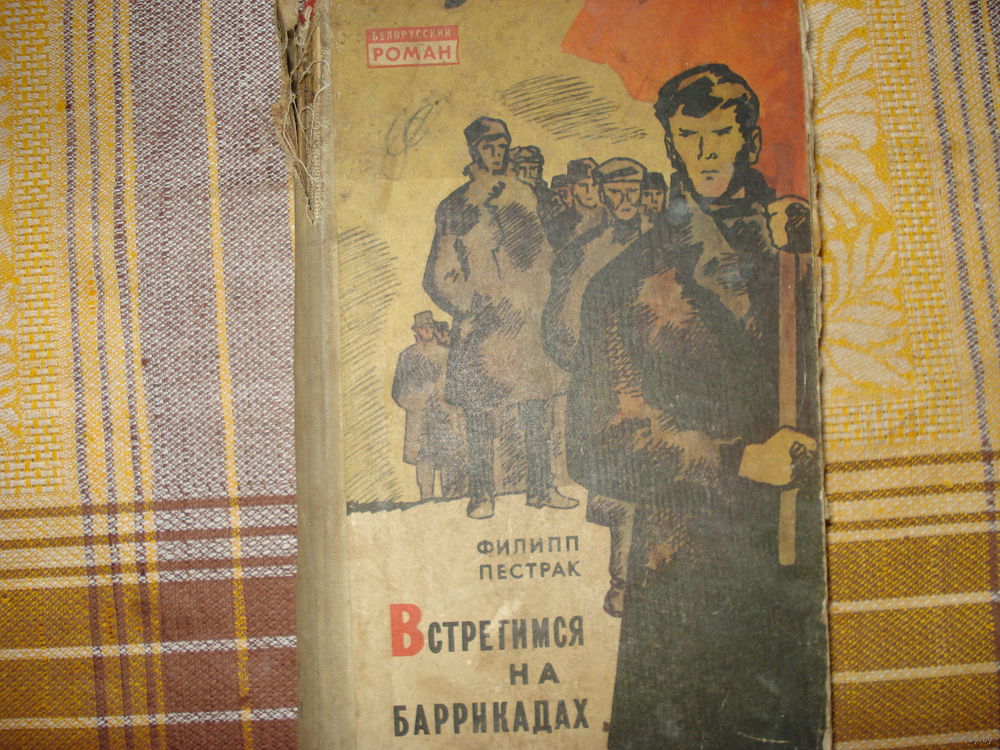 БЕЛОРУССКИЙ
РОМАН
ФИЛИПП
ПЕСТРАК
ВСТРЕТИМСЯ
НА
БАРРИКАДАХ